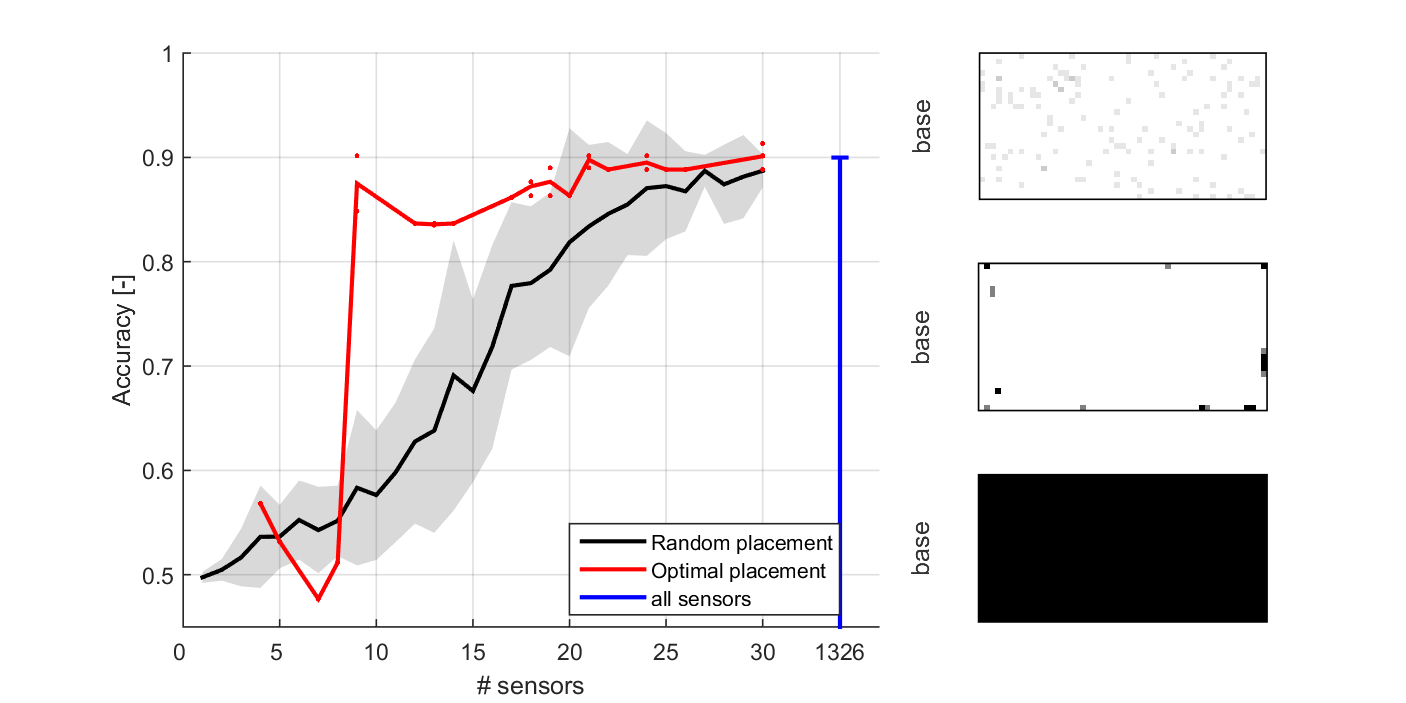 1
0.9
0.8
0.7
0.6
0.5
Accuracy [-]
0 5 10 15 20 25 30 1326
# sensors
Random placement
Optimal placement
all sensors
base
base
base